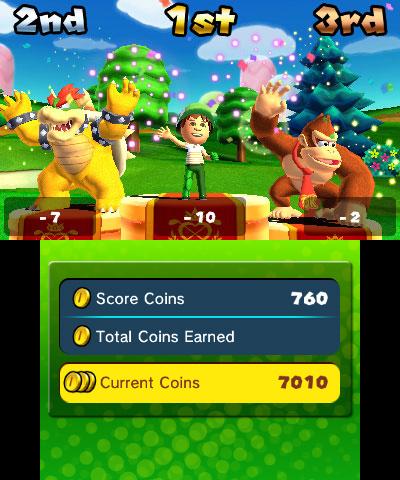 2nd 1st 3rd
- 7 - 10 - 2
Score Coins 760
Total Coins Earned
Current Coins 7010